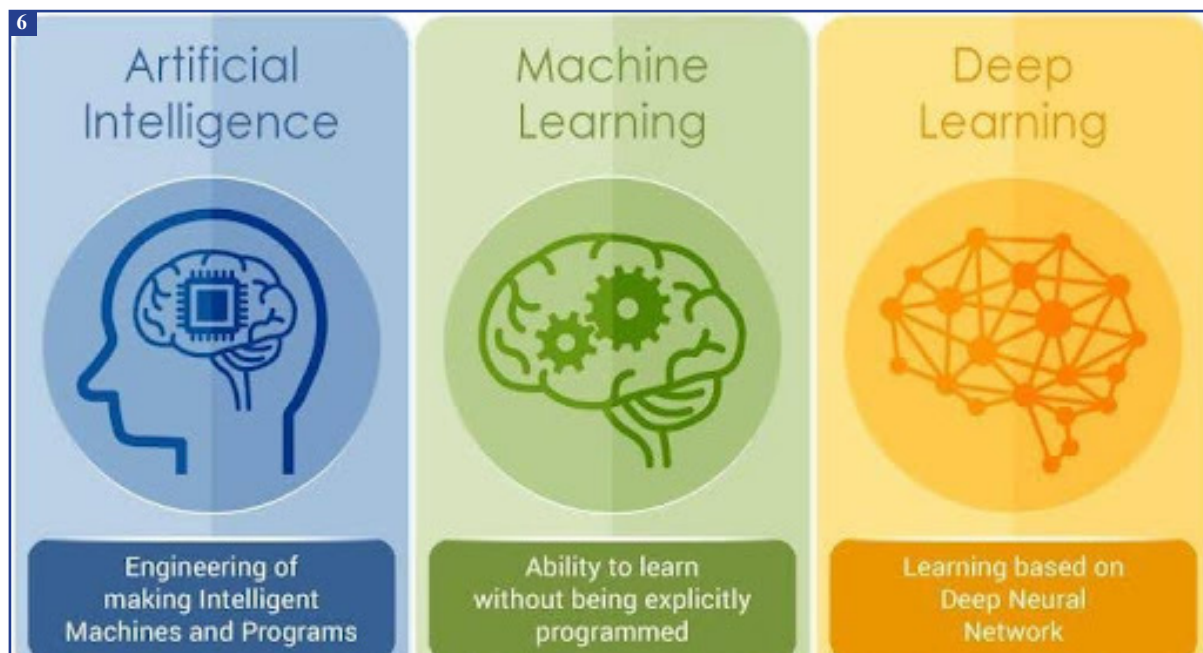 6
Artificial
Intelligence
Machine
Learning
Deep
Learning
Engineering of
making Intelligent
Machines and Programs
Ability to learn
without being explicitly
programmed
Learning based on
Deep Neural
Network